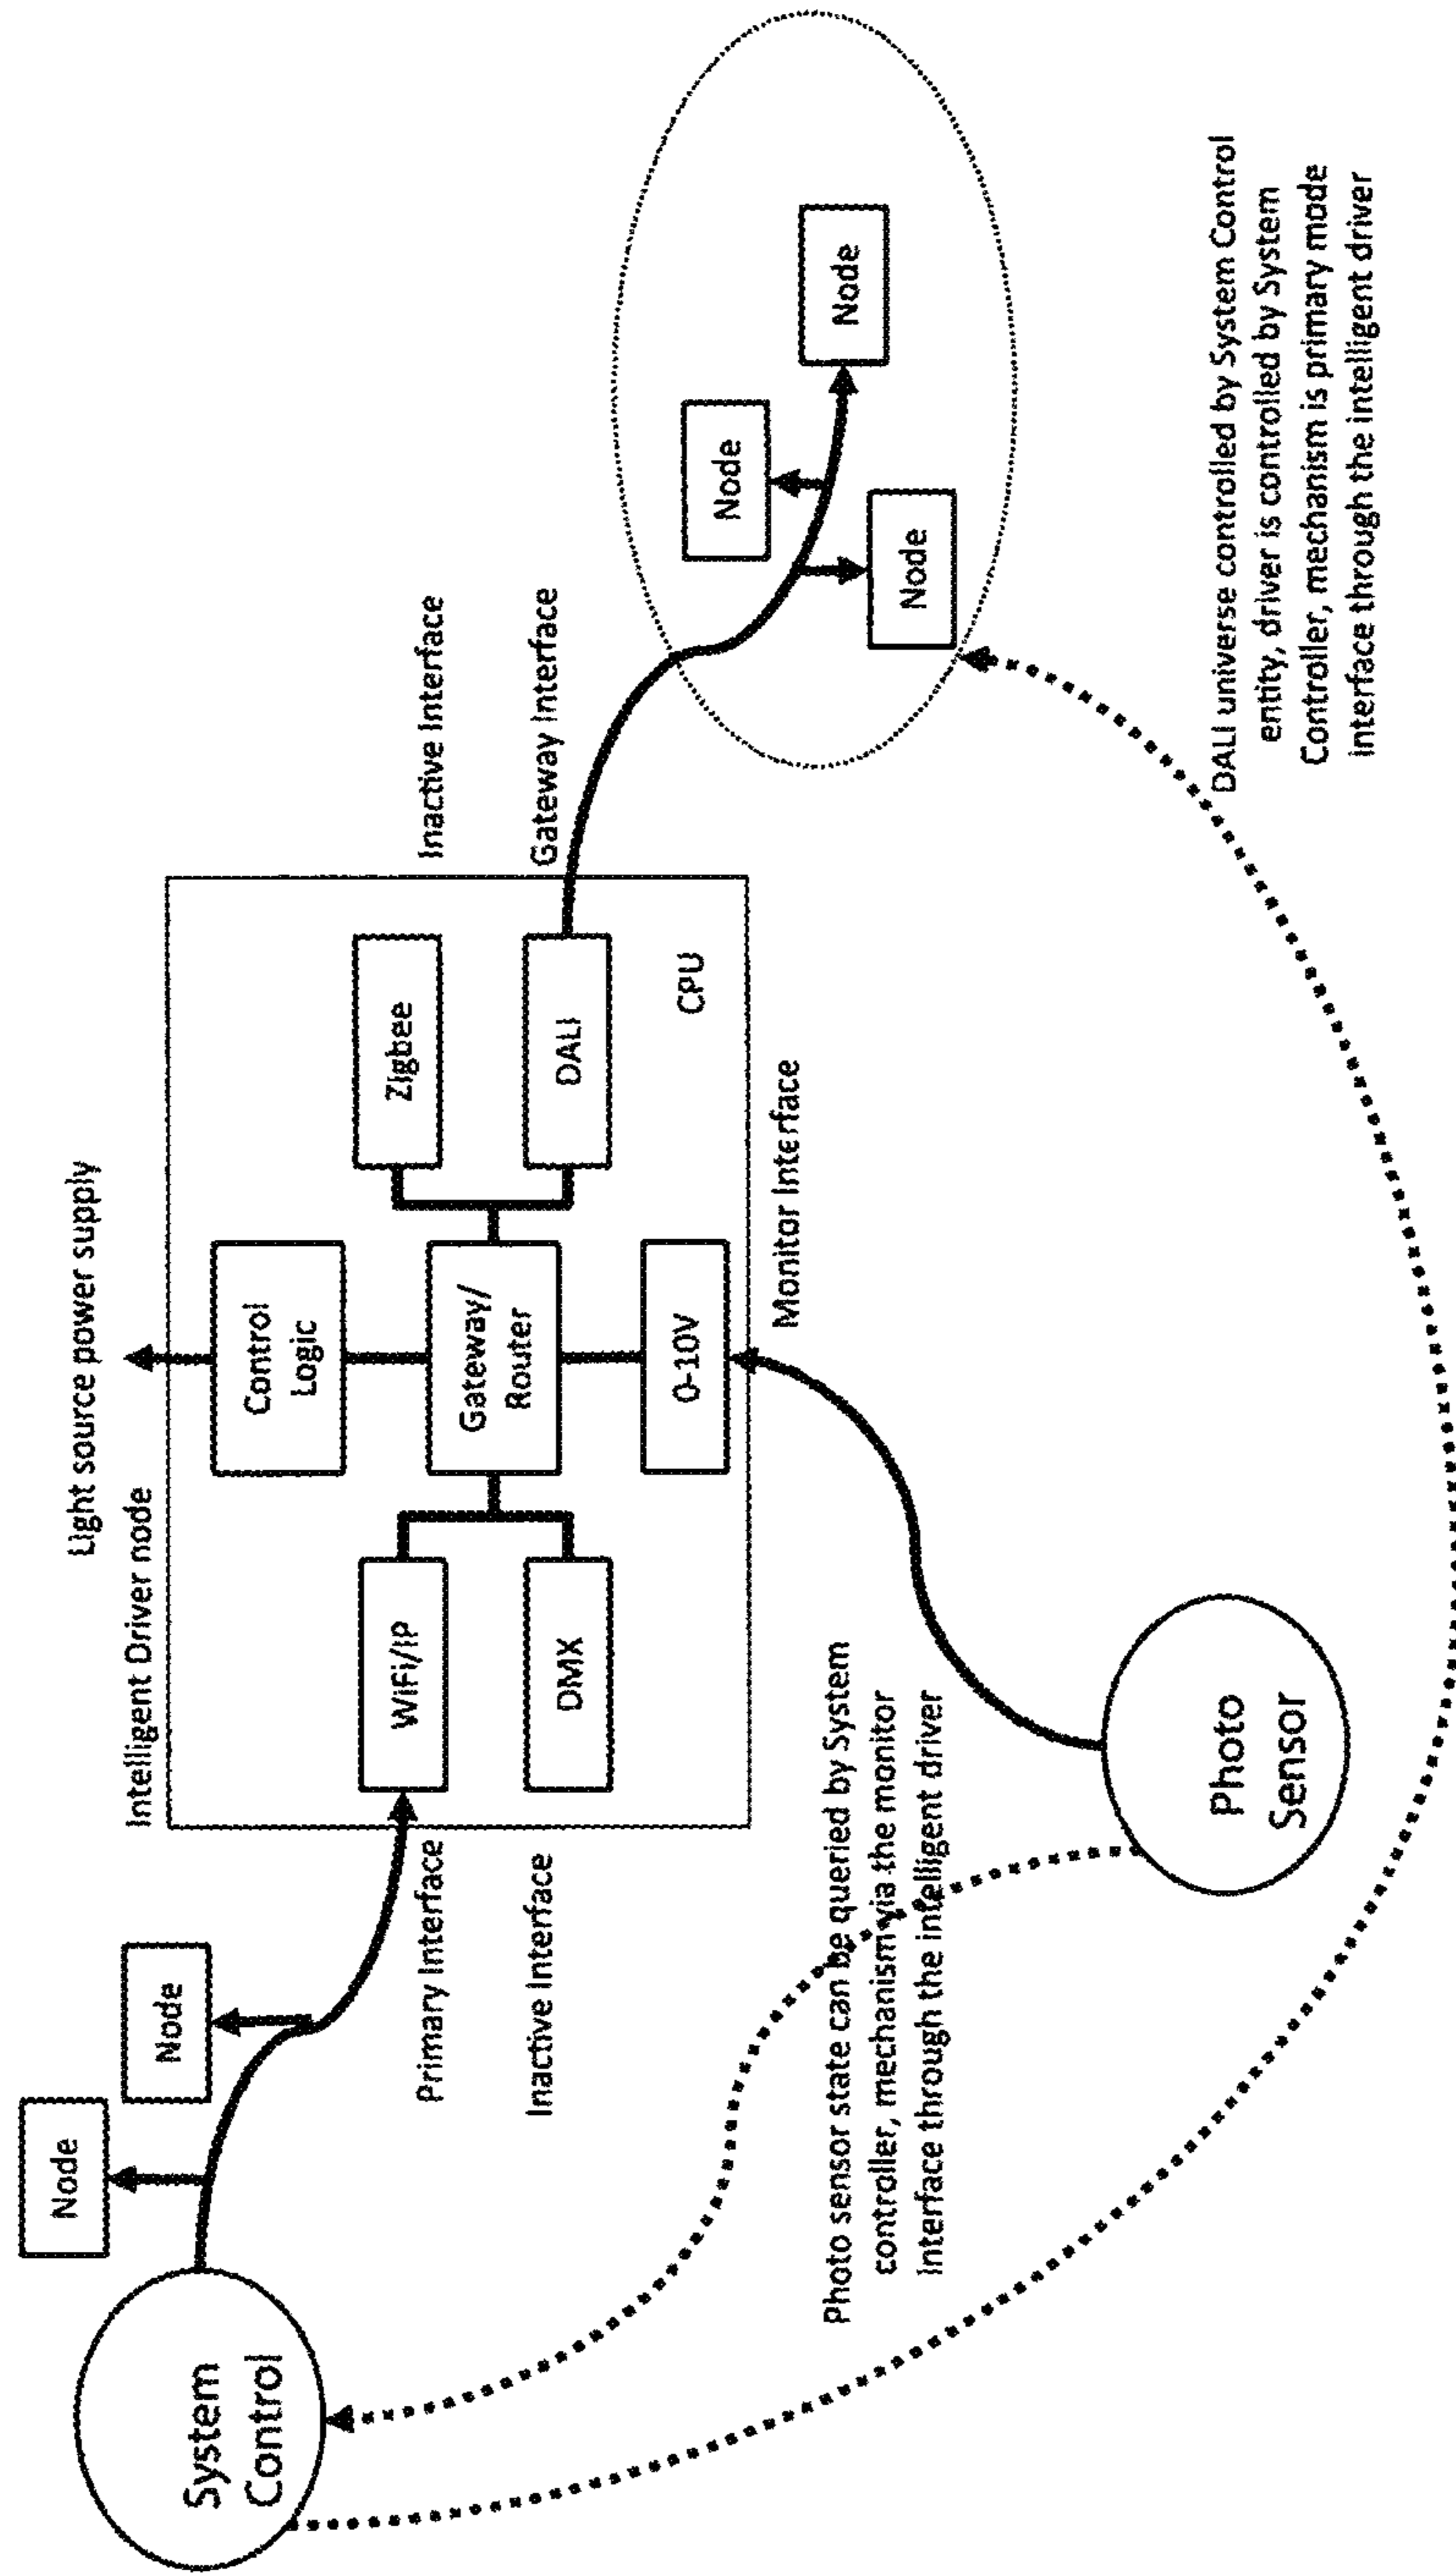 Light source power supply
Intelligent Driver node
Node
Node
System
Control
Primary Interface
Inactive Interface
WiFi/IP
DMX
Control
Logic
Gateway/
Router
0-10V
Zigbee
DALI
CPU
Inactive Interface
Gateway Interface
Monitor Interface
Node
Node
Node
Photo sensor state can be queried by System
controller, mechanism via the monitor
interface through the intelligent driver
Photo
Sensor
DALI universe controlled by System Control
entity, driver is controlled by System
Controller, mechanism is primary mode
interface through the intelligent driver